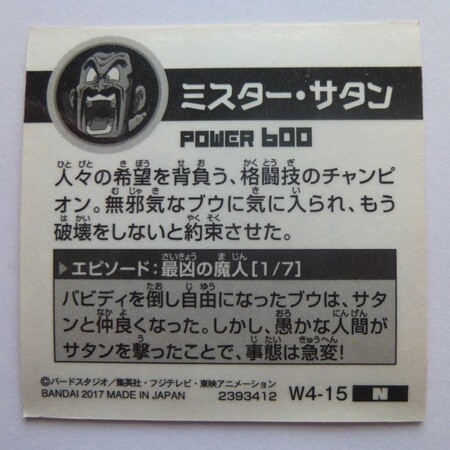 ミスター・サタン
POWER 600
人々の希望を背負う、格闘技のチャンピ
オン。無邪気なブウに気に入られ、もう
破壊をしないと約束させた。
▶エピソード：最凶の魔人[1/7]
バビディを倒し自由になったブウは、サタ
ンと仲良くなった。しかし、愚かな人間が
サタンを撃ったことで、事態は急変!
©バードスタジオ／集英社・フジテレビ・東映アニメーション
BANDAI 2017 MADE IN JAPAN 2393412 W4-15 N